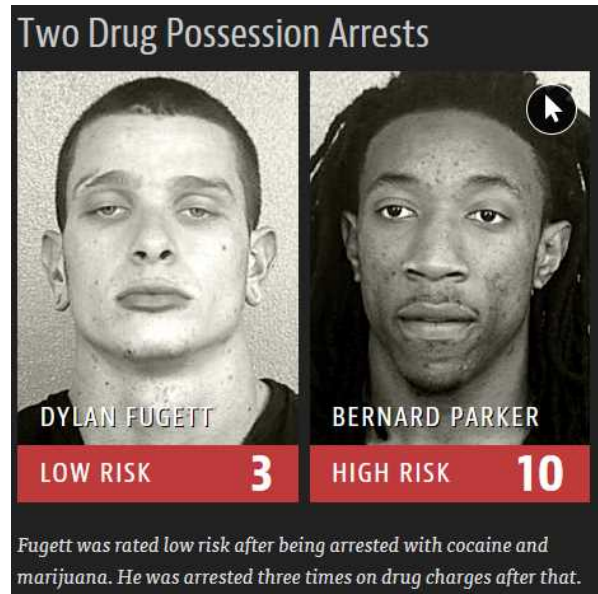 Two Drug Possession Arrests
DYLAN FUGETT
BERNARD PARKER
LOW RISK 3
HIGH RISK 10
Fugett was rated low risk after being arrested with cocaine and
marijuana. He was arrested three times on drug charges after that.